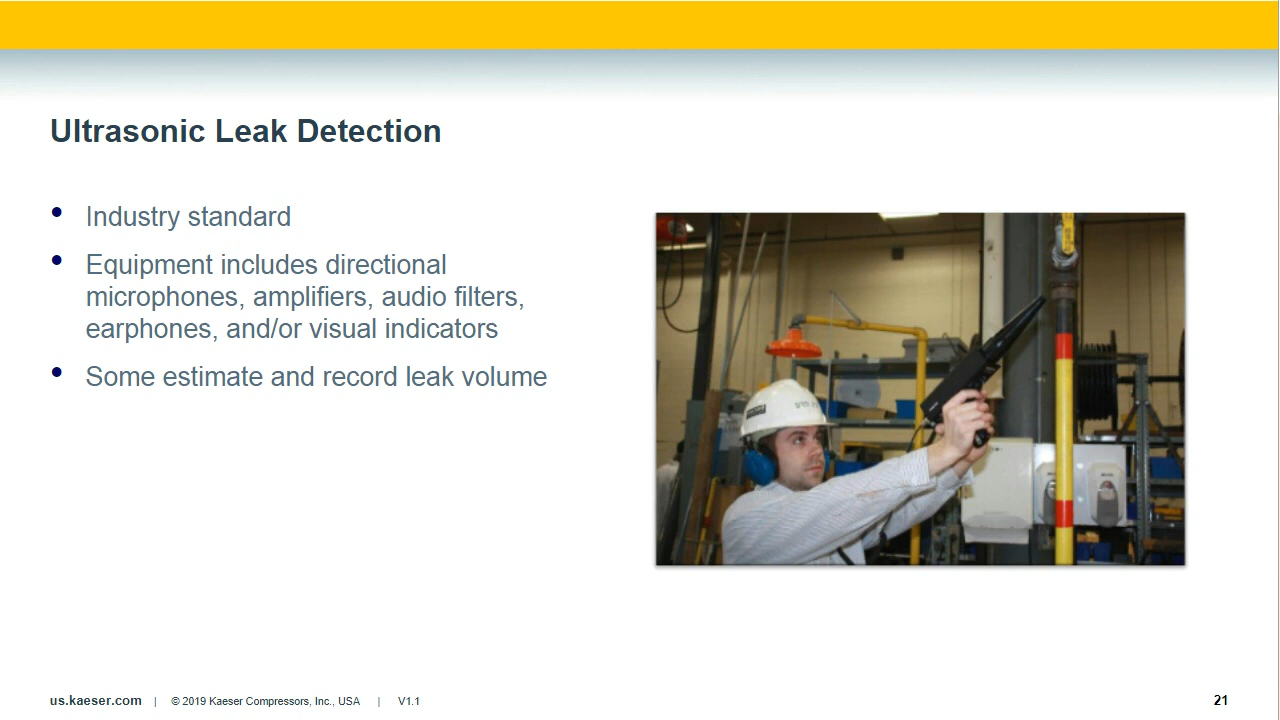 Ultrasonic Leak Detection
• Industry standard
• Equipment includes directional
microphones, amplifiers, audio filters,
earphones, and/or visual indicators
• Some estimate and record leak volume
us.kaeser.com | © 2019 Kaeser Compressors, Inc., USA | V1.1
21